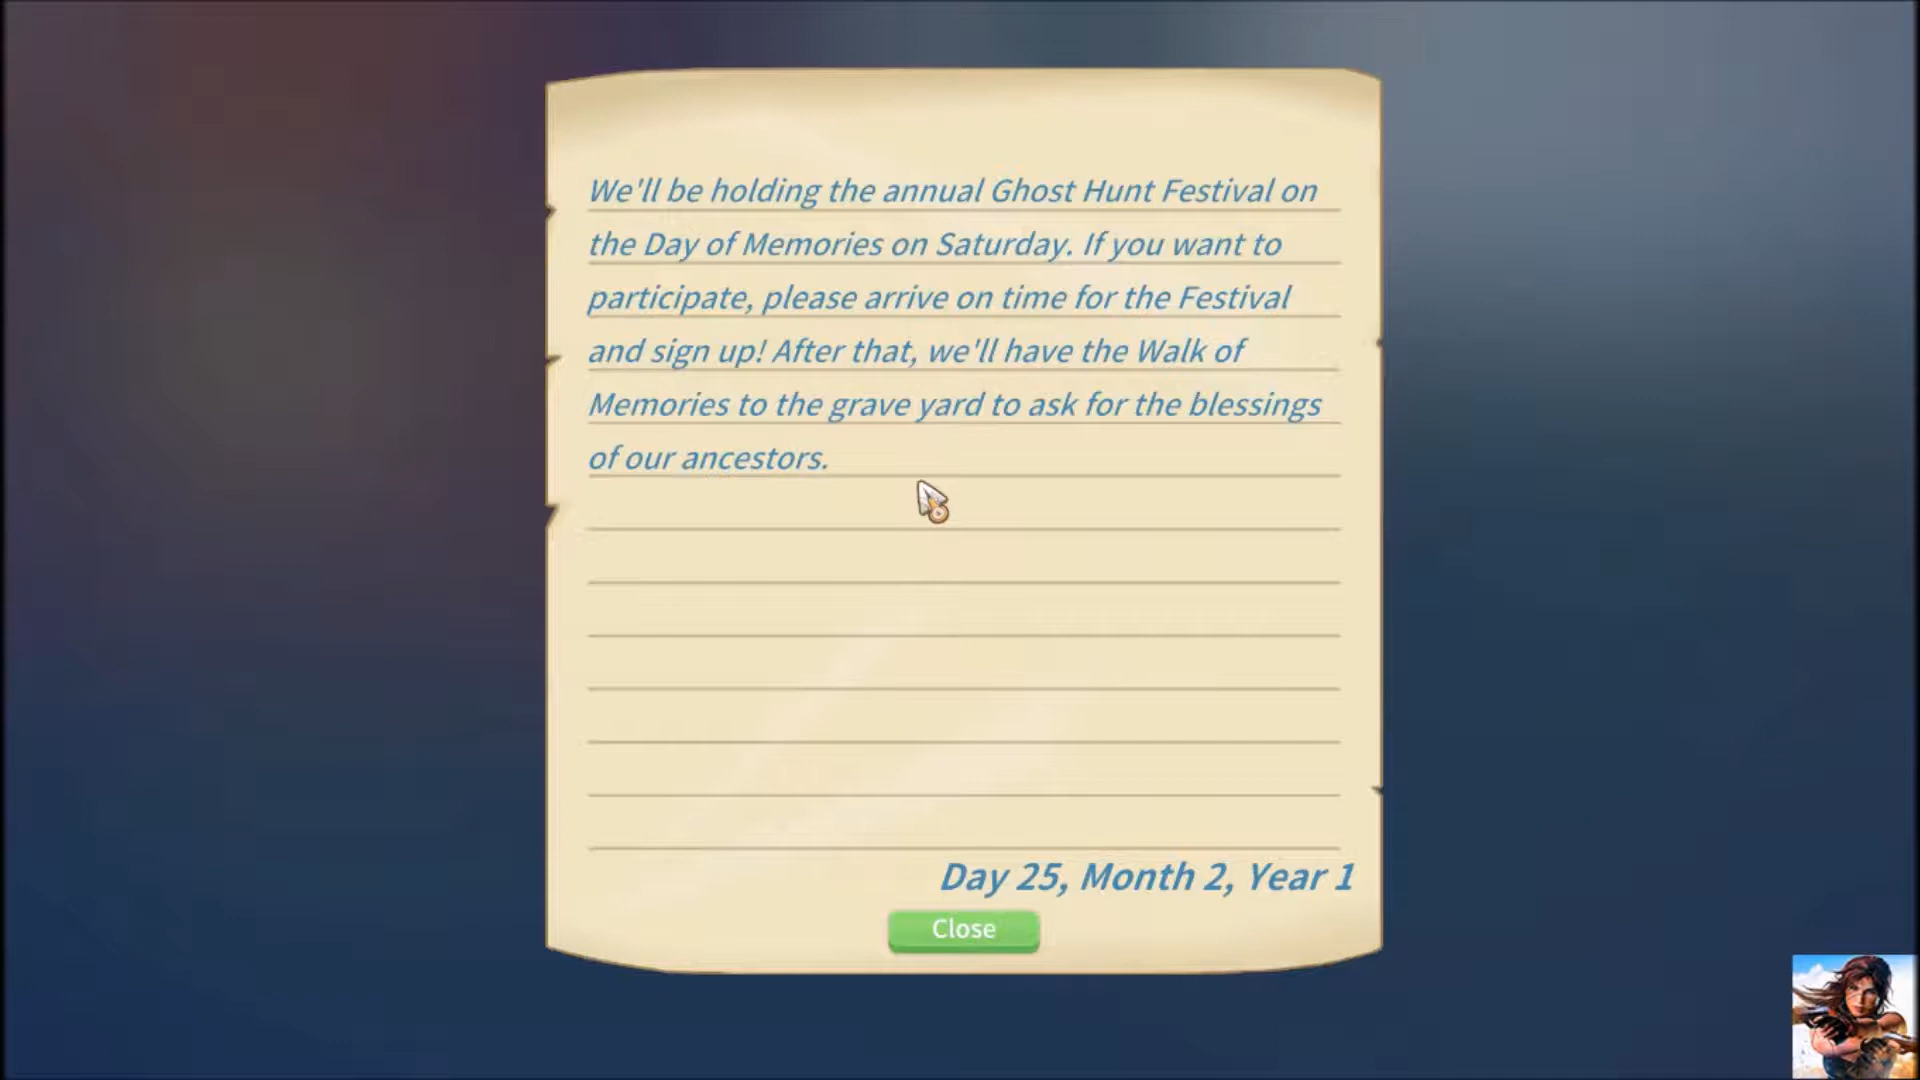 We'll be holding the annual Ghost Hunt Festival on
the Day of Memories on Saturday. If you want to
participate, please arrive on time for the Festival
and sign up! After that, we'll have the Walk of
Memories to the grave yard to ask for the blessings
of our ancestors.
Day 25, Month 2, Year 1
Close